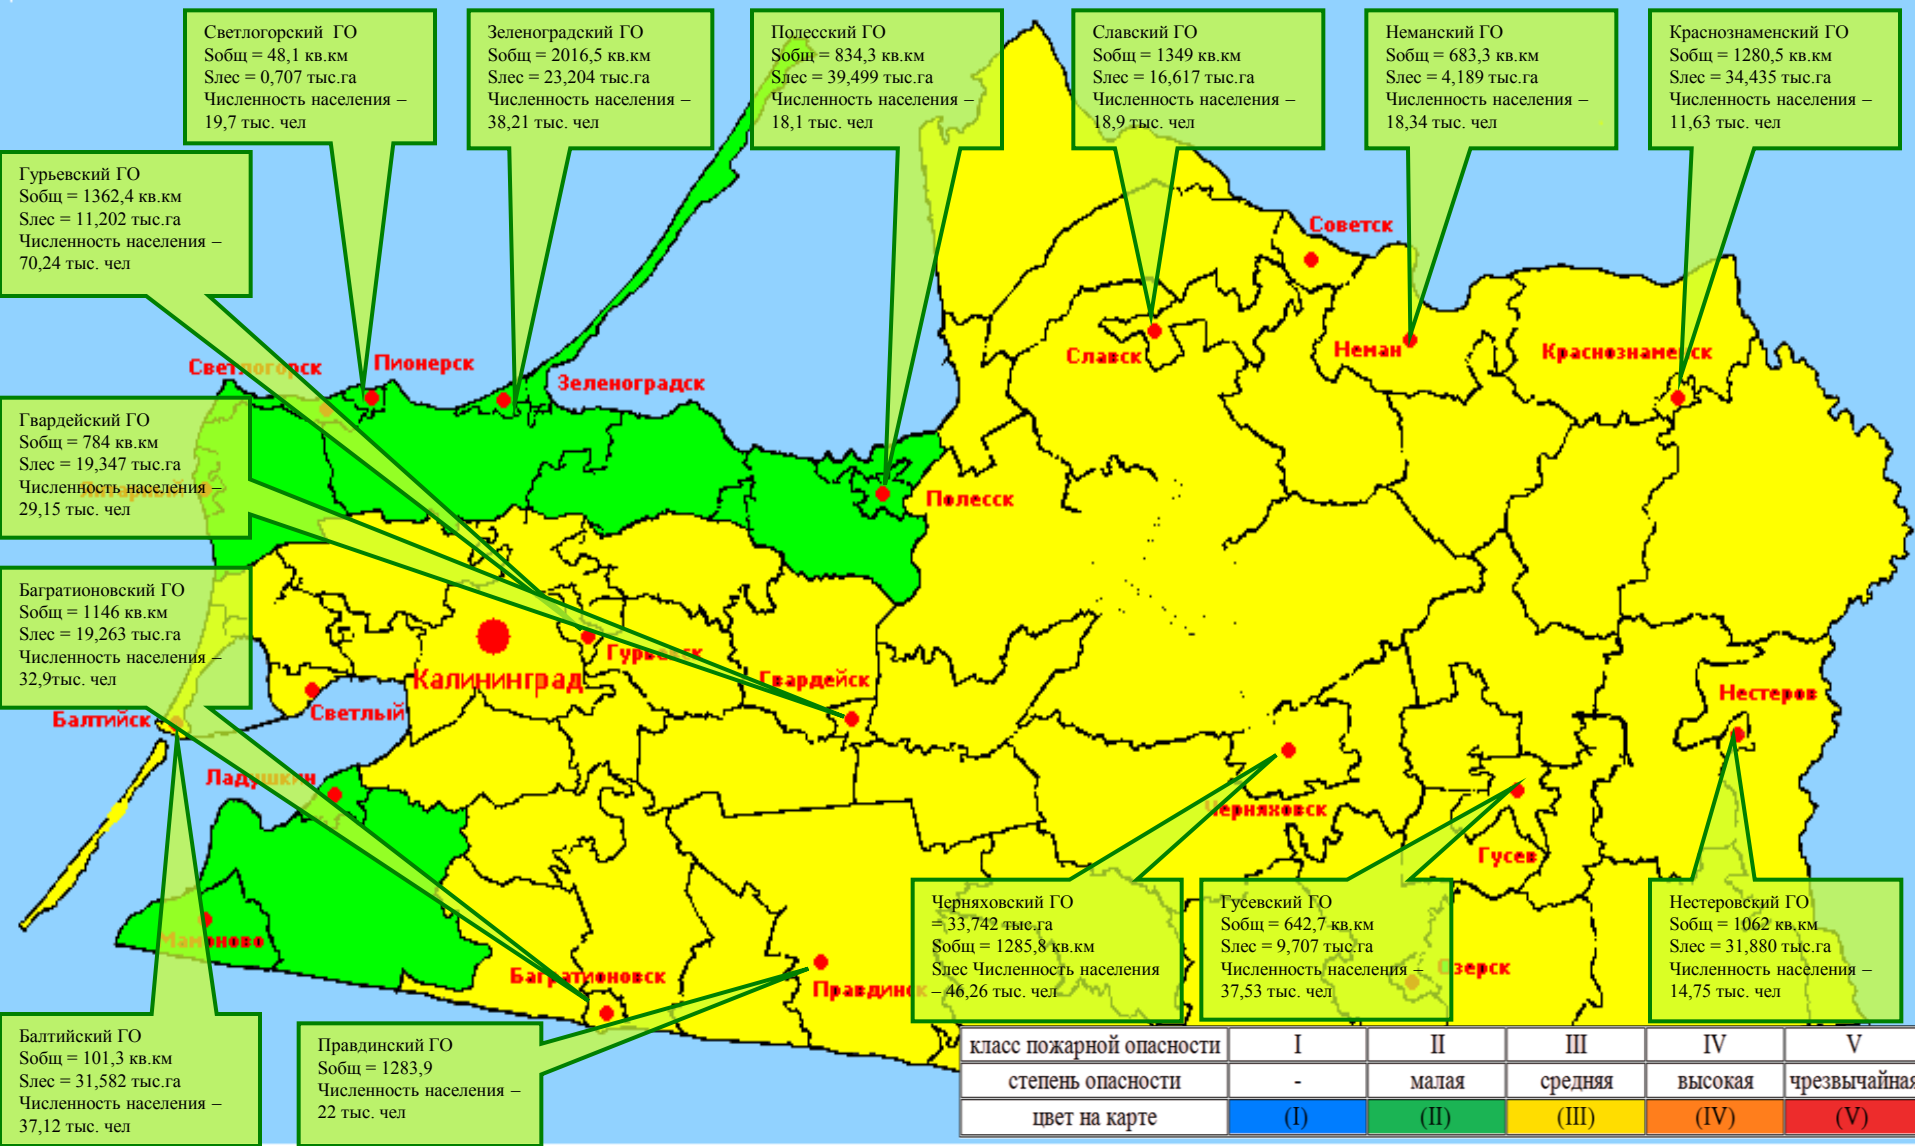 Светлогорский ГО
Sобщ = 48,1 кв.км
Sлес = 0,707 тыс.га
Численность населения –
19,7 тыс. чел
Зеленоградский ГО
Sобщ = 2016,5 кв.км
Sлес = 23,204 тыс.га
Численность населения –
38,21 тыс. чел
Полесский ГО
Sобщ = 834,3 кв.км
Sлес = 39,499 тыс.га
Численность населения –
18,1 тыс. чел
Славский ГО
Sобщ = 1349 кв.км
Sлес = 16,617 тыс.га
Численность населения –
18,9 тыс. чел
Неманский ГО
Sобщ = 683,3 кв.км
Sлес = 4,189 тыс.га
Численность населения –
18,34 тыс. чел
Краснознаменский ГО
Sобщ = 1280,5 кв.км
Sлес = 34,435 тыс.га
Численность населения –
11,63 тыс. чел
Гурьевский ГО
Sобщ = 1362,4 кв.км
Sлес = 11,202 тыс.га
Численность населения –
70,24 тыс. чел
Советск
Славск
Неман
Краснознаменск
Светлогорск
Пионерск
Зеленоградск
Гвардейский ГО
Sобщ = 784 кв.км
Sлес = 19,347 тыс.га
Численность населения –
29,15 тыс. чел
Янтарный
Полесск
Багратионовский ГО
Sобщ = 1146 кв.км
Sлес = 19,263 тыс.га
Численность населения –
32,9тыс. чел
Гурьевск
Калининград
Гвардейск
Нестеров
Светлый
Балтийск
Ладушкин
Черняховск
Гусев
Мамоново
Багратионовск
Правдинск
Озерск
Черняховский ГО
= 33,742 тыс.га
Sобщ = 1285,8 кв.км
Sлес Численность населения
– 46,26 тыс. чел
Гусевский ГО
Sобщ = 642,7 кв.км
Sлес = 9,707 тыс.га
Численность населения –
37,53 тыс. чел
Нестеровский ГО
Sобщ = 1062 кв.км
Sлес = 31,880 тыс.га
Численность населения –
14,75 тыс. чел
Балтийский ГО
Sобщ = 101,3 кв.км
Sлес = 31,582 тыс.га
Численность населения –
37,12 тыс. чел
Правдинский ГО
Sобщ = 1283,9
Численность населения –
22 тыс. чел
класс пожарной опасности I II III IV V
степень опасности - малая средняя высокая чрезвычайная
цвет на карте (I) (II) (III) (IV) (V)